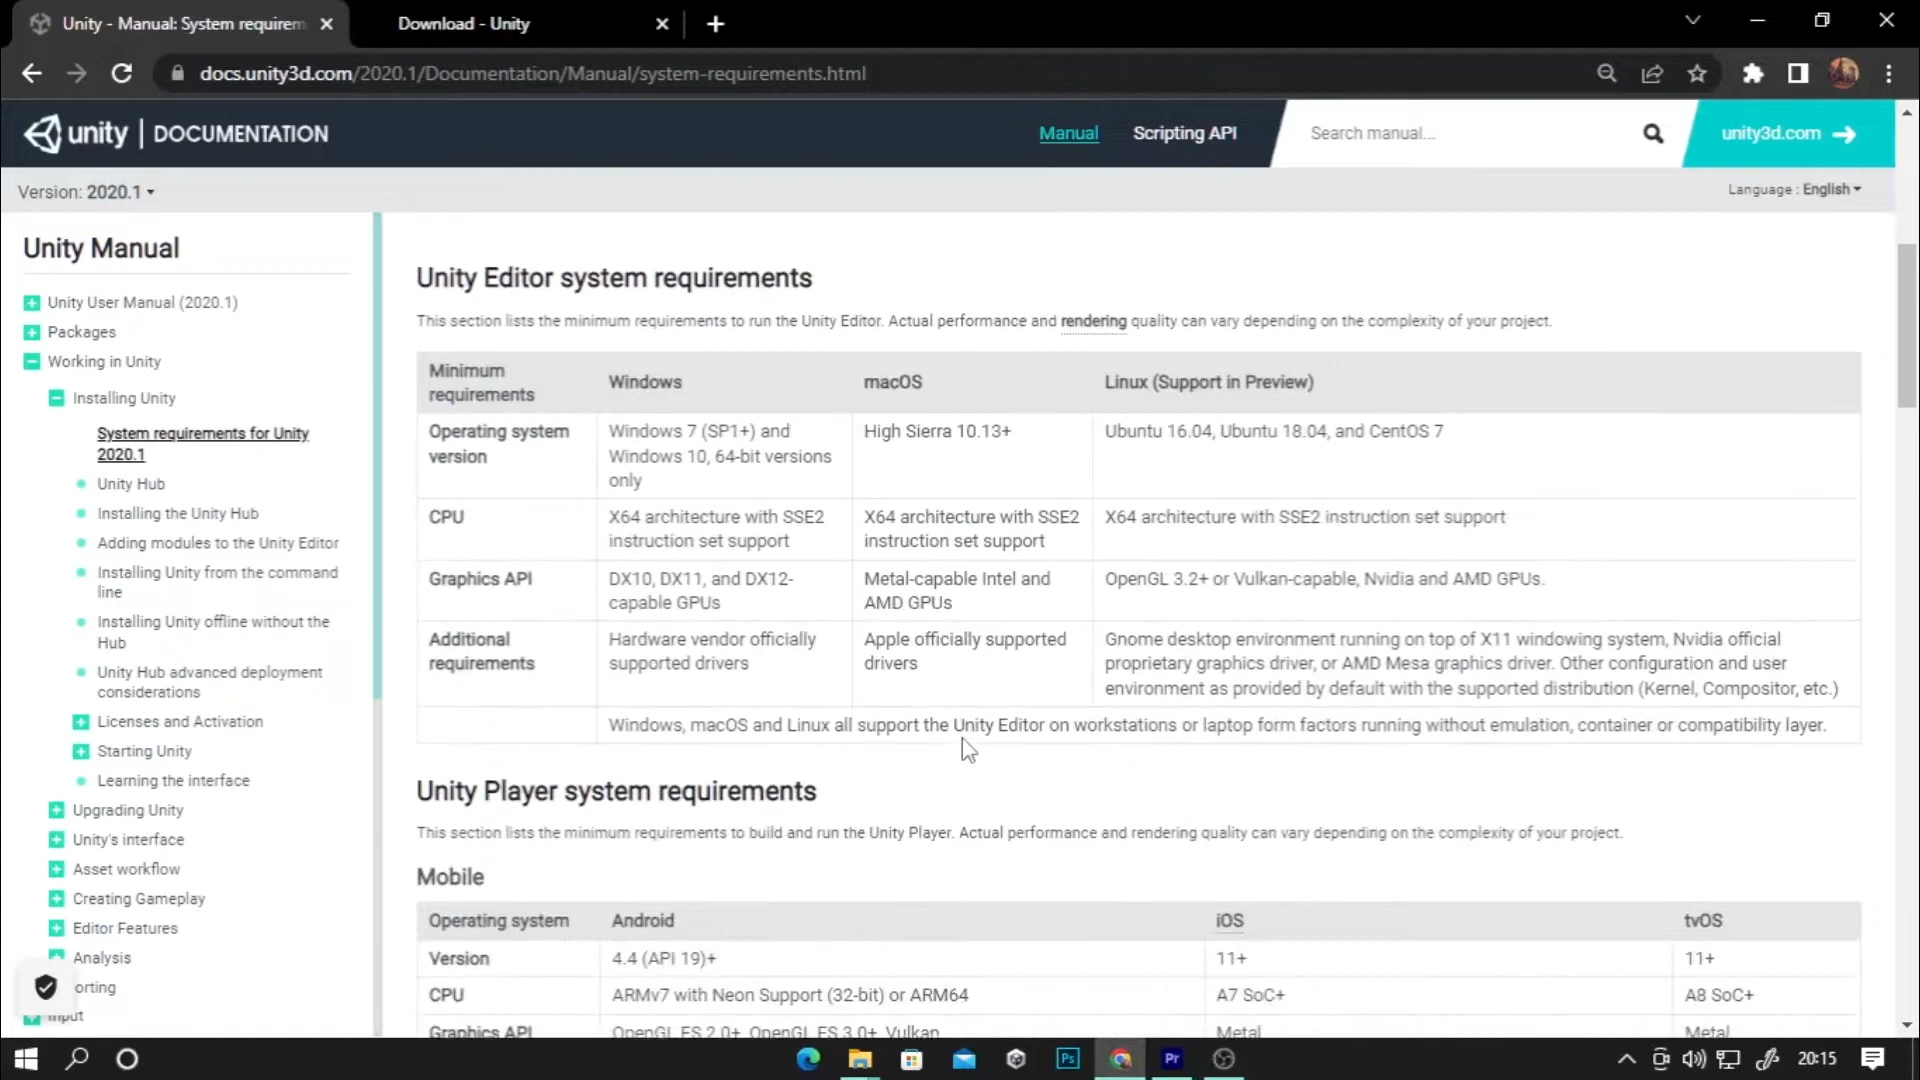 Unity - Manual: System requirem
Download - Unity
docs.unity3d.com/2020.1/Documentation/Manual/system-requirements.html
unity | DOCUMENTATION
Manual
Scripting API
Search manual...
unity3d.com
Version: 2020.1
Language : English
Unity Manual
Unity User Manual (2020.1)
Packages
Working in Unity
Installing Unity
System requirements for Unity
2020.1
Unity Hub
Installing the Unity Hub
Adding modules to the Unity Editor
Installing Unity from the command
line
Installing Unity offline without the
Hub
Unity Hub advanced deployment
considerations
Licenses and Activation
Starting Unity
Learning the interface
Upgrading Unity
Unity's interface
Asset workflow
Creating Gameplay
Editor Features
Analysis
orting
Input
Unity Editor system requirements
This section lists the minimum requirements to run the Unity Editor. Actual performance and rendering quality can vary depending on the complexity of your project.
Minimum
requirements
Windows
macOS
Linux (Support in Preview)
Operating system
version
Windows 7 (SP1+) and
Windows 10, 64-bit versions
only
High Sierra 10.13+
Ubuntu 16.04, Ubuntu 18.04, and CentOS 7
CPU
X64 architecture with SSE2
instruction set support
X64 architecture with SSE2
instruction set support
X64 architecture with SSE2 instruction set support
Graphics API
DX10, DX11, and DX12-
capable GPUs
Metal-capable Intel and
AMD GPUs
OpenGL 3.2+ or Vulkan-capable, Nvidia and AMD GPUs.
Additional
requirements
Hardware vendor officially
supported drivers
Apple officially supported
drivers
Gnome desktop environment running on top of X11 windowing system, Nvidia official
proprietary graphics driver, or AMD Mesa graphics driver. Other configuration and user
environment as provided by default with the supported distribution (Kernel, Compositor, etc.)
Windows, macOS and Linux all support the Unity Editor on workstations or laptop form factors running without emulation, container or compatibility layer.
Unity Player system requirements
This section lists the minimum requirements to build and run the Unity Player. Actual performance and rendering quality can vary depending on the complexity of your project.
Mobile
Operating system
Android
iOS
tvOS
Version
4.4 (API 19)+
11+
11+
CPU
ARMv7 with Neon Support (32-bit) or ARM64
A7 SoC+
A8 SoC+
Graphics API
OpenGL ES 2.0+, OpenGL ES 3.0+, Vulkan
Metal
Metal
Ps
Pr
20:15